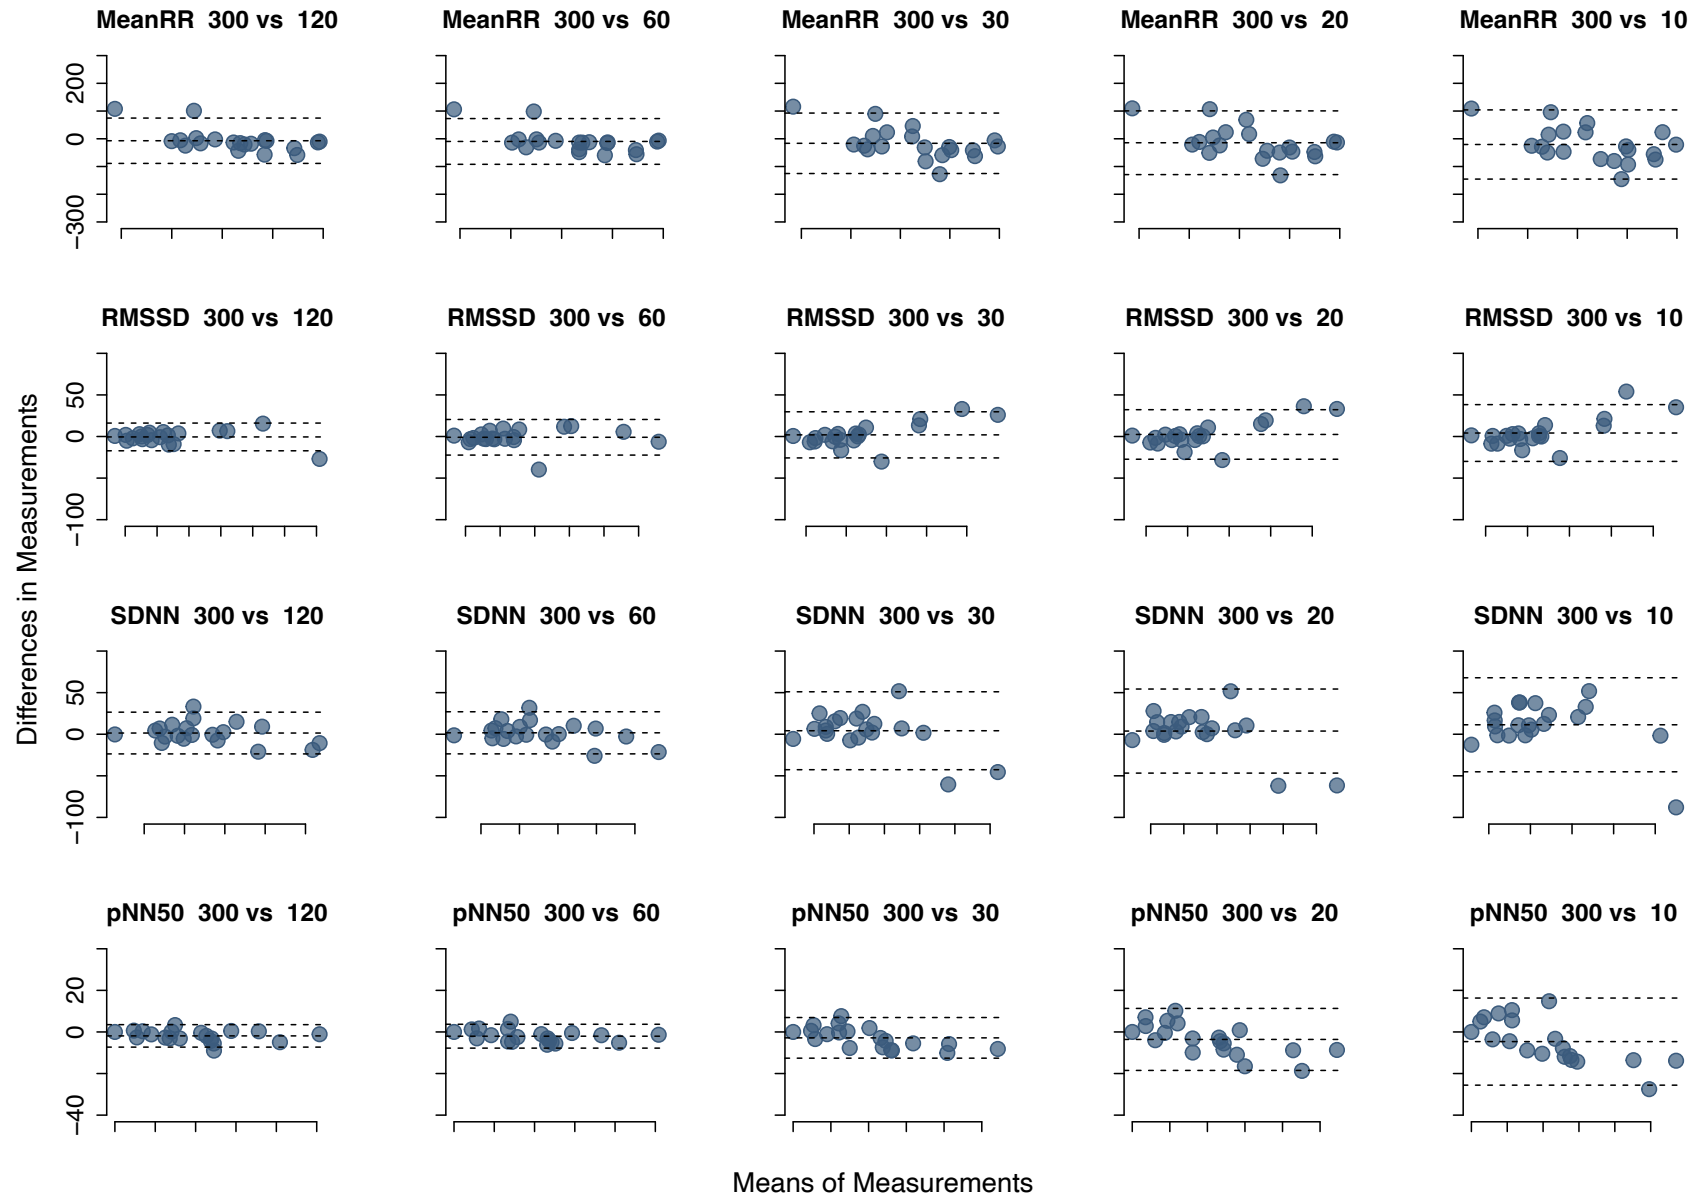 MeanRR 300 vs 120
MeanRR 300 vs 60
MeanRR 300 vs 30
MeanRR 300 vs 20
MeanRR 300 vs 10
200
0
−300
RMSSD 300 vs 120
RMSSD 300 vs 60
RMSSD 300 vs 30
RMSSD 300 vs 20
RMSSD 300 vs 10
50
0
−100
Differences in Measurements
SDNN 300 vs 120
SDNN 300 vs 60
SDNN 300 vs 30
SDNN 300 vs 20
SDNN 300 vs 10
50
0
−100
pNN50 300 vs 120
pNN50 300 vs 60
pNN50 300 vs 30
pNN50 300 vs 20
pNN50 300 vs 10
20
0
−40
Means of Measurements